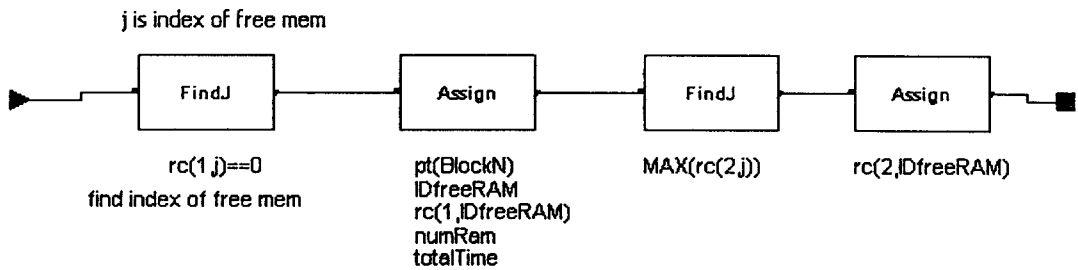 j is index of free mem
FindJ
Assign
FindJ
Assign
rc(1,j)==0
find index of free mem
pt(BlockN)
IDfreeRAM
rc(1,IDfreeRAM)
numRam
totalTime
MAX(rc(2,j))
rc(2,IDfreeRAM)